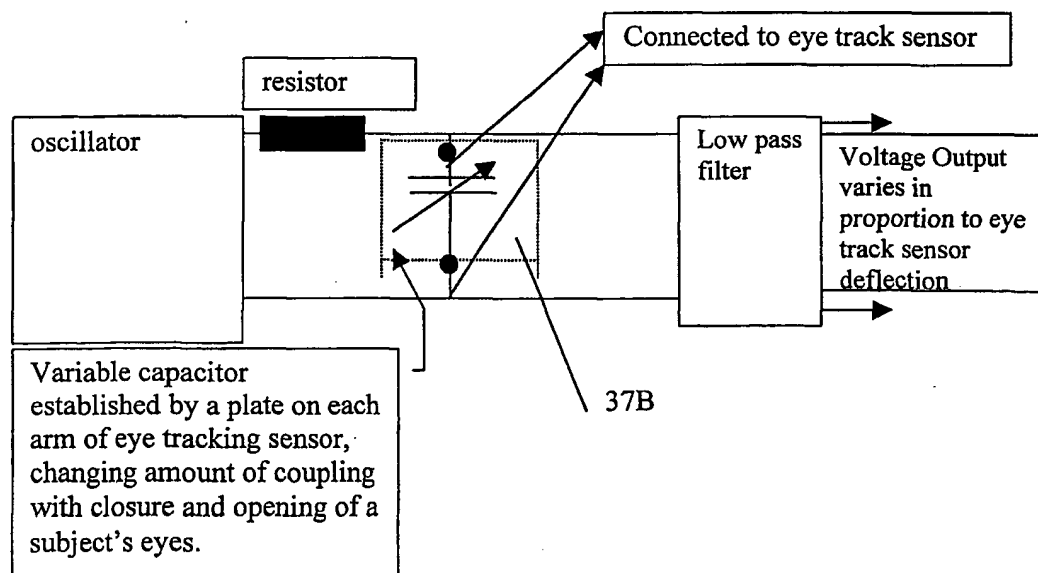 Connected to eye track sensor
resistor
oscillator
Low pass
filter
Voltage Output
varies in
proportion to eye
track sensor
deflection
Variable capacitor
established by a plate on each
arm of eye tracking sensor,
changing amount of coupling
with closure and opening of a
subject's eyes.
37B